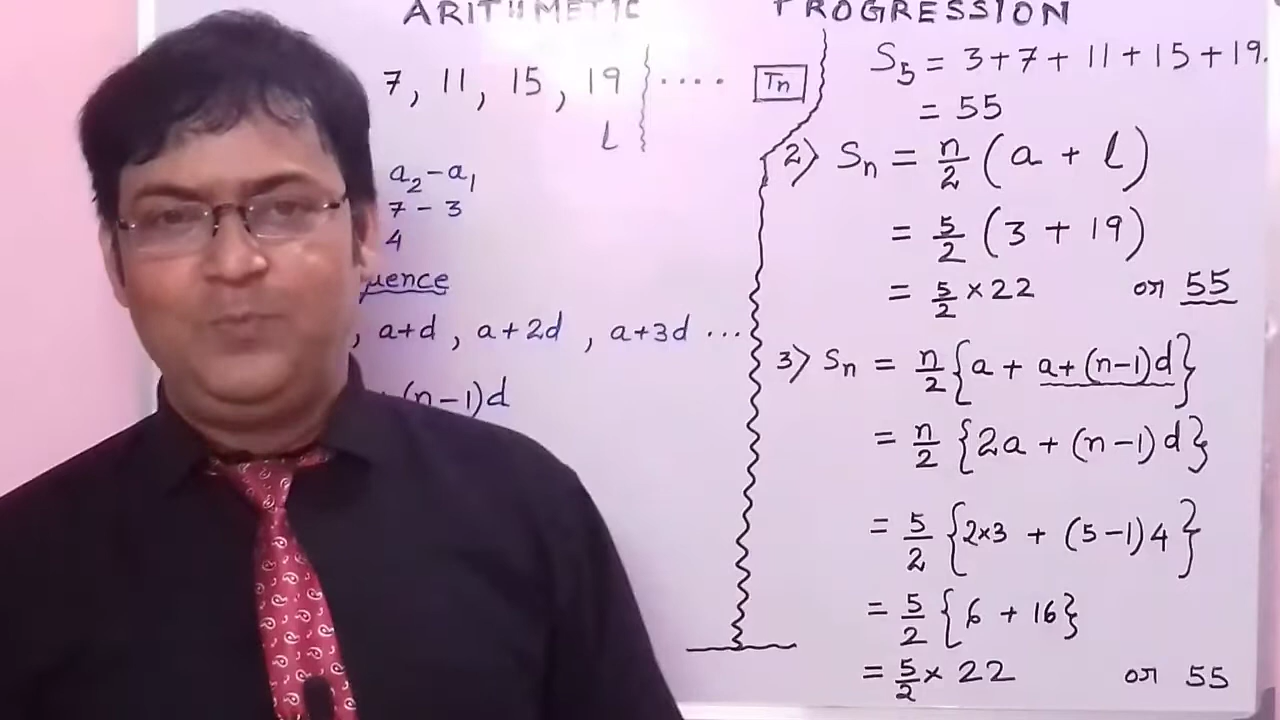 ARITHMETIC PROGRESSION
7, 11, 15, 19 ....
l
Tn
a₂-a₁
7-3
4
, a+d, a+2d, a+3d ...
(n-1)d
S₅ = 3+7+11+15+19.
= 55
2) Sn = n/2 (a + l)
= 5/2 (3 + 19)
= 5/2 × 22 or 55
3) Sn = n/2 {a + a+(n-1)d}
= n/2 {2a + (n-1)d}
= 5/2 {2×3 + (5-1)4}
= 5/2 {6 + 16}
= 5/2 × 22 or 55